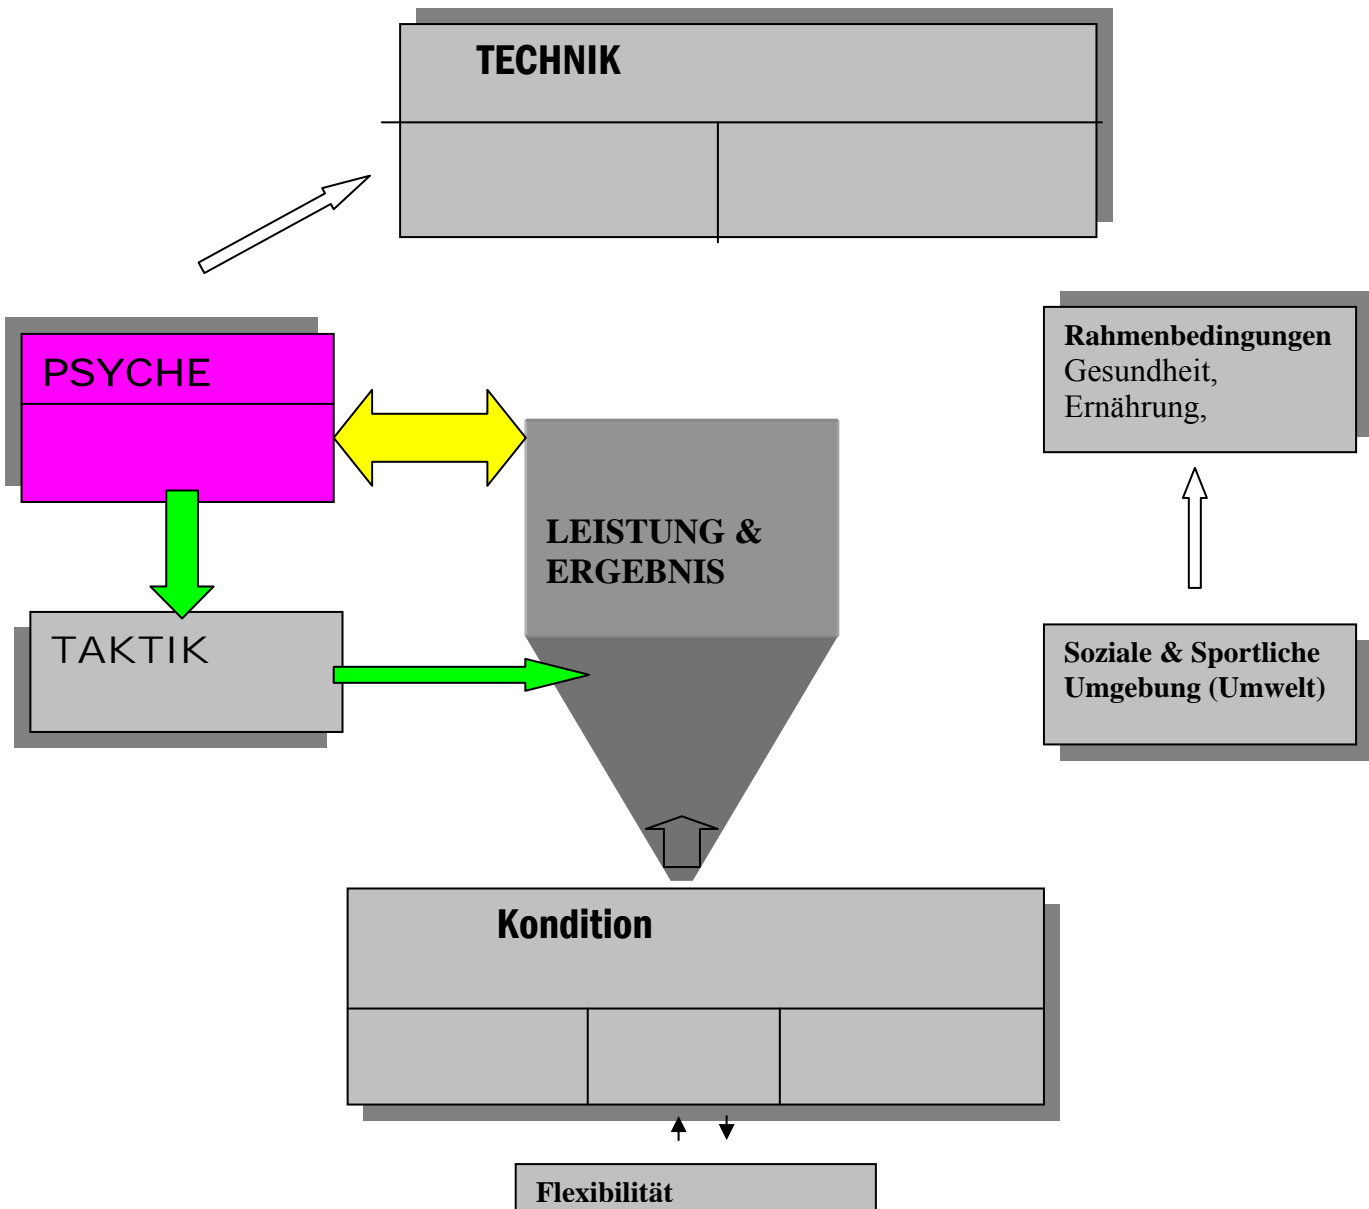 TECHNIK
PSYCHE
Rahmenbedingungen
Gesundheit,
Ernährung,
LEISTUNG &
ERGEBNIS
TAKTIK
Soziale & Sportliche
Umgebung (Umwelt)
Kondition
Flexibilität